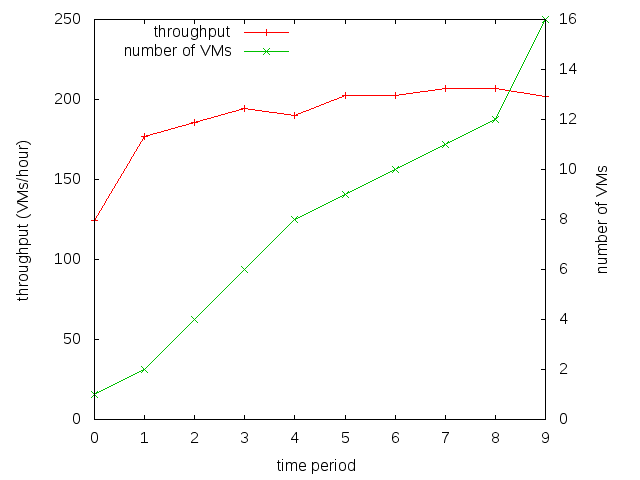 250
200
150
100
50
0
throughput (VMs/hour)
throughput
number of VMs
16
14
12
10
8
6
4
2
0
number of VMs
0 1 2 3 4 5 6 7 8 9
time period